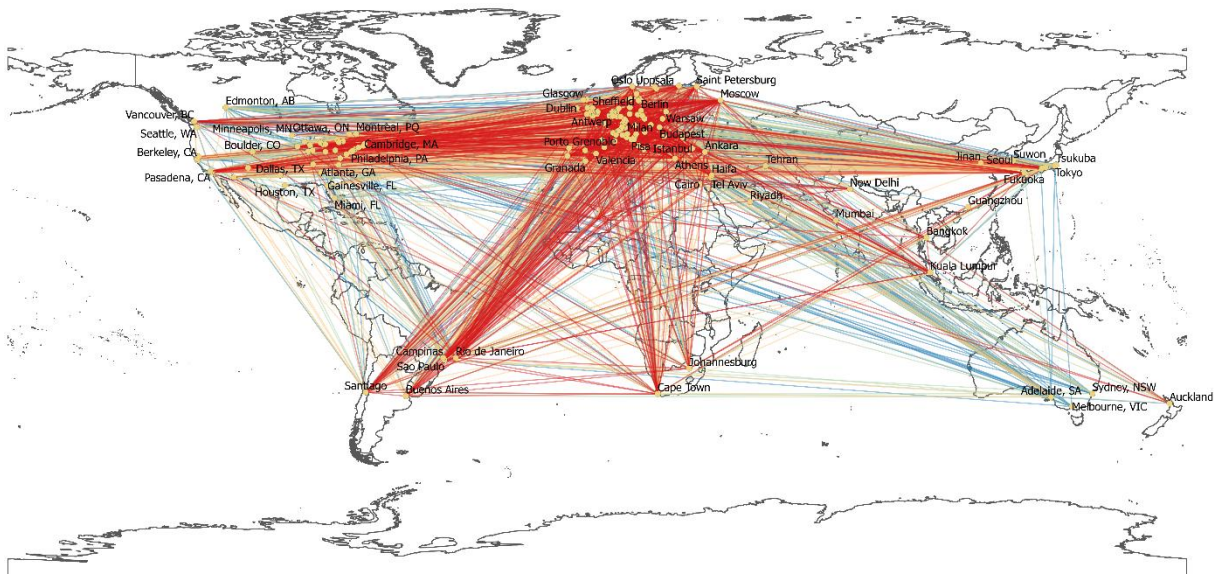 Oslo Uppsala
Saint Petersburg
Glasgow
Moscow
Edmonton, AB
Dublin
Sheffield
Berlin
Vancouver, BC
Antwerp
Warsaw
Seattle, WA
Minneapolis, MN
Ottawa, ON
Montreal, PQ
Milan
Budapest
Boulder, CO
Cambridge, MA
Porto
Grenoble
Pisa
Istanbul
Ankara
Berkeley, CA
Philadelphia, PA
Valencia
Athens
Tehran
Jinan
Seoul
Suwon
Tsukuba
Pasadena, CA
Dallas, TX
Atlanta, GA
Granada
Haifa
Fukuoka
Tokyo
Houston, TX
Gainesville, FL
Cairo
Tel Aviv
New Delhi
Miami, FL
Riyadh
Mumbai
Guangzhou
Bangkok
Kuala Lumpur
Campinas
Rio de Janeiro
Sao Paulo
Johannesburg
Santiago
Buenos Aires
Cape Town
Adelaide, SA
Sydney, NSW
Melbourne, VIC
Auckland